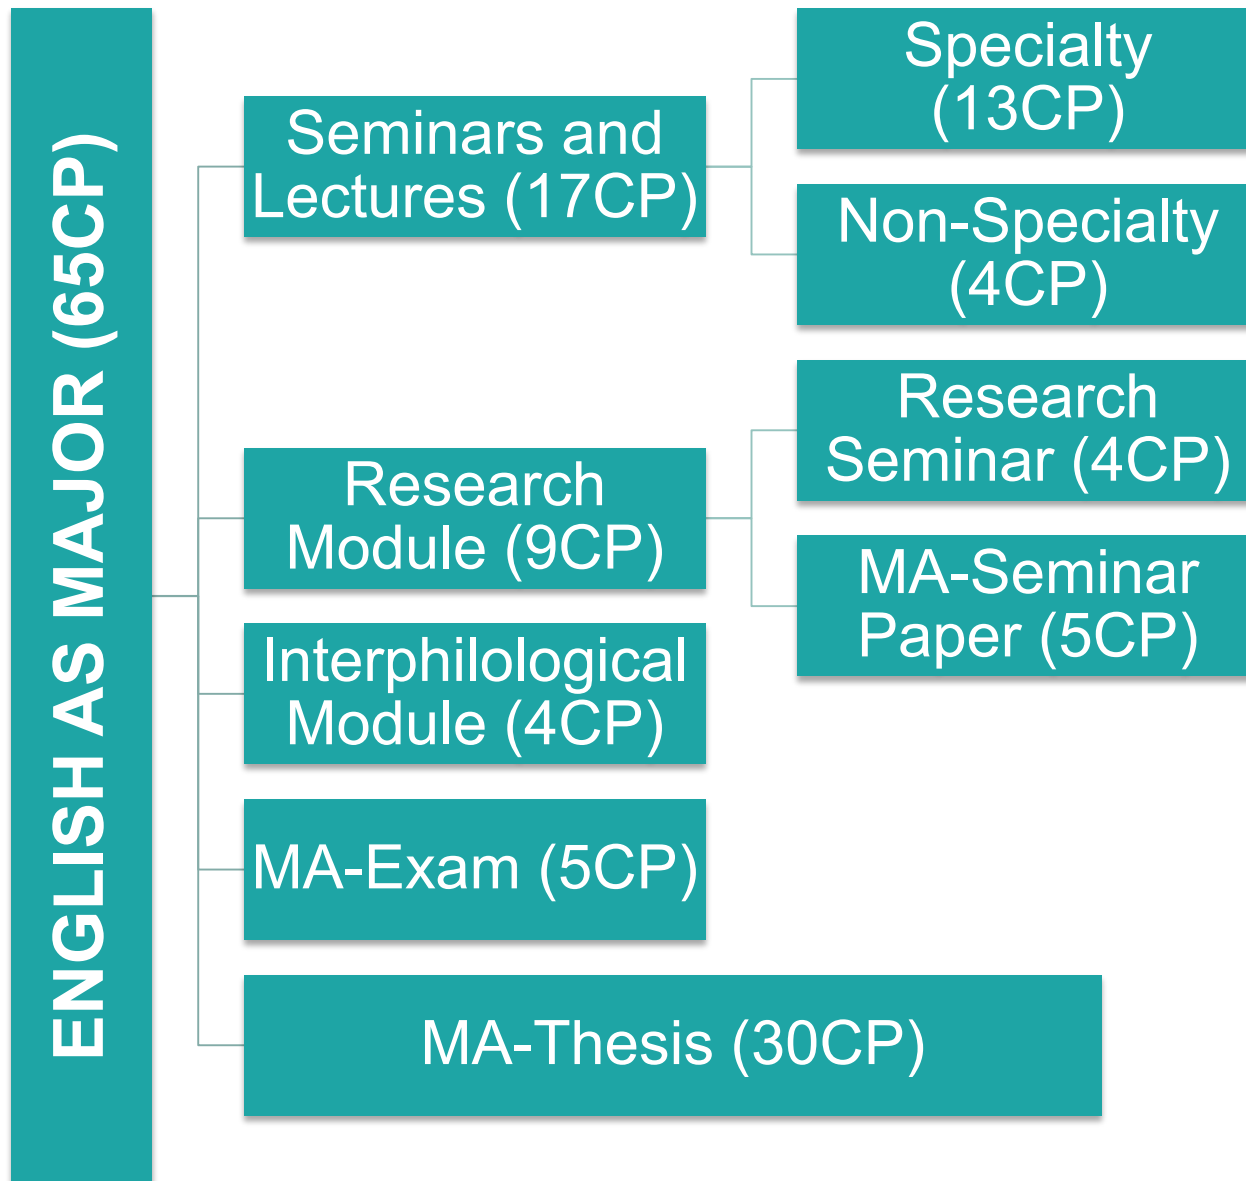 ENGLISH AS MAJOR (65CP)
Seminars and
Lectures (17CP)
Specialty
(13CP)
Non-Specialty
(4CP)
Research
Module (9CP)
Research
Seminar (4CP)
MA-Seminar
Paper (5CP)
Interphilological
Module (4CP)
MA-Exam (5CP)
MA-Thesis (30CP)